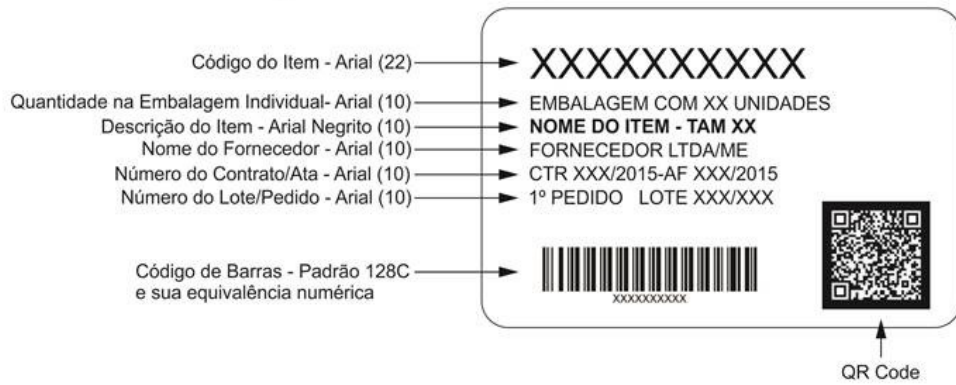 Código do Item - Arial (22)
XXXXXXXXXX
Quantidade na Embalagem Individual- Arial (10)
EMBALAGEM COM XX UNIDADES
Descrição do Item - Arial Negrito (10)
NOME DO ITEM - TAM XX
Nome do Fornecedor - Arial (10)
FORNECEDOR LTDA/ME
Número do Contrato/Ata - Arial (10)
CTR XXX/2015-AF XXX/2015
Número do Lote/Pedido - Arial (10)
1º PEDIDO LOTE XXX/XXX
Código de Barras - Padrão 128C
e sua equivalência numérica
XXXXXXXXXX
QR Code